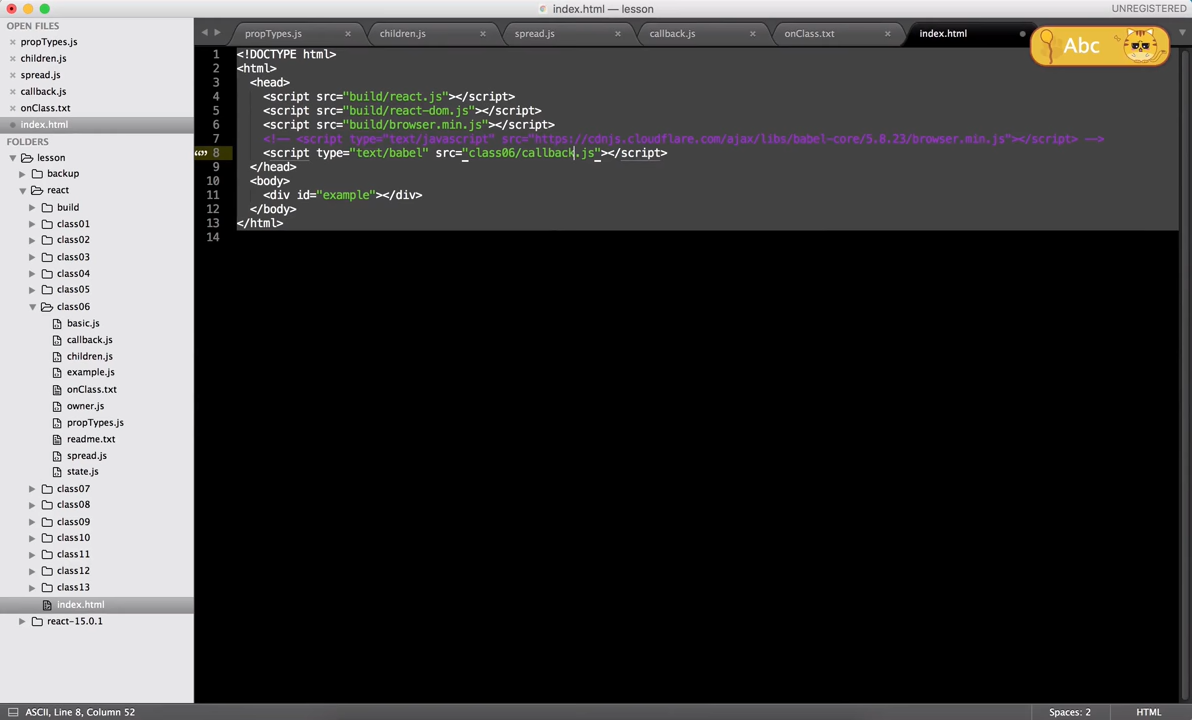 index.html — lesson
UNREGISTERED
OPEN FILES
propTypes.js
children.js
spread.js
callback.js
onClass.txt
index.html
FOLDERS
lesson
backup
react
build
class01
class02
class03
class04
class05
class06
basic.js
callback.js
children.js
example.js
onClass.txt
owner.js
propTypes.js
readme.txt
spread.js
state.js
class07
class08
class09
class10
class11
class12
class13
index.html
react-15.0.1
propTypes.js children.js spread.js callback.js onClass.txt index.html
Abc
1 <!DOCTYPE html>
2 <html>
3 <head>
4 <script src="build/react.js"></script>
5 <script src="build/react-dom.js"></script>
6 <script src="build/browser.min.js"></script>
7 <!-- <script type="text/javascript" src="https://cdnjs.cloudflare.com/ajax/libs/babel-core/5.8.23/browser.min.js"></script> -->
8 <script type="text/babel" src="class06/callback.js"></script>
9 </head>
10 <body>
11 <div id="example"></div>
12 </body>
13 </html>
14
ASCII, Line 8, Column 52
Spaces: 2
HTML